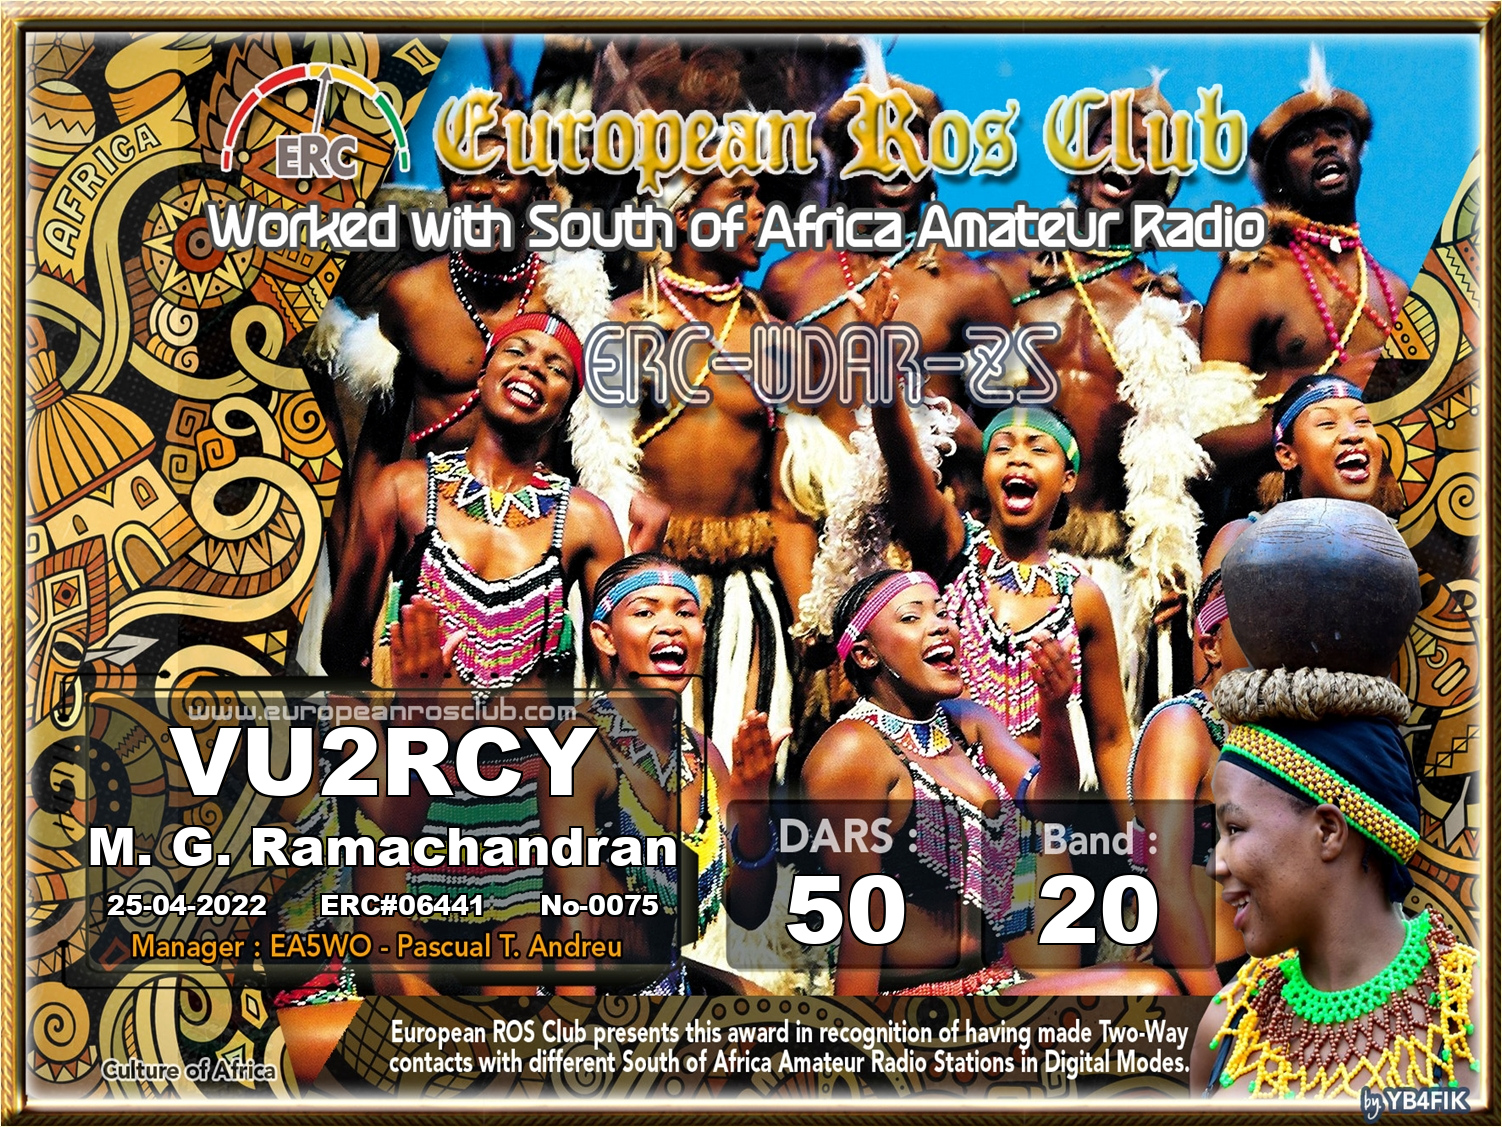 AFRICA
ERC
European Ros Club
Worked with South of Africa Amateur Radio
ERC-WDAR-ZS
www.europeanrosclub.com
VU2RCY
M. G. Ramachandran
25-04-2022 ERC#06441 No-0075
Manager : EA5WO - Pascual T. Andreu
DARS :
50
Band :
20
European ROS Club presents this award in recognition of having made Two-Way
contacts with different South of Africa Amateur Radio Stations in Digital Modes.
Culture of Africa
by YB4FIK